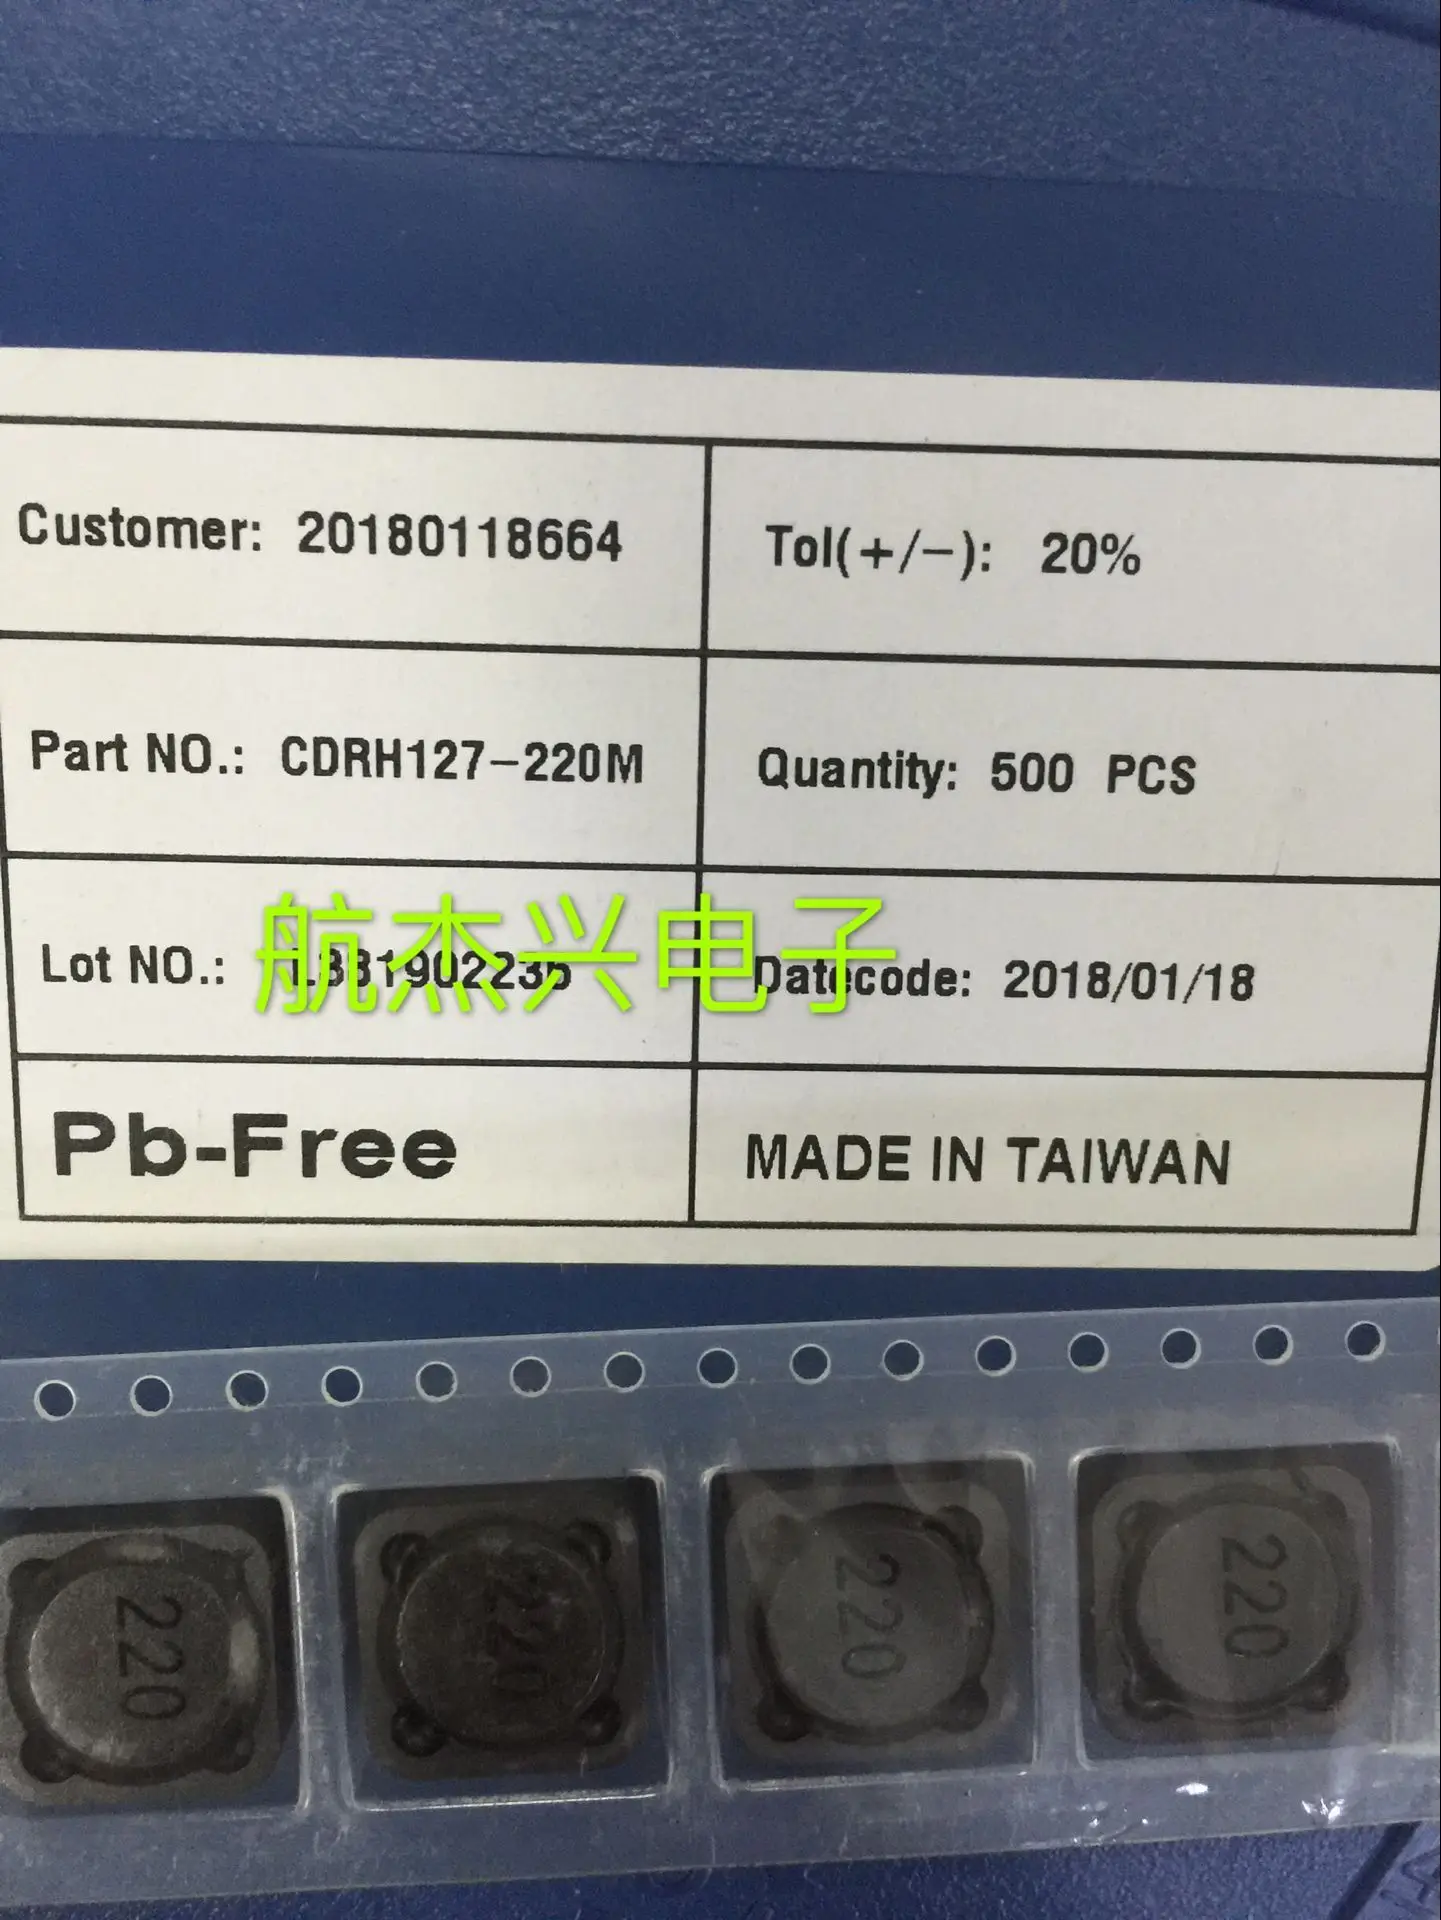 Customer: 20180118664
Tol(+/-): 20%
Part NO.: CDRH127-220M
Quantity: 500 PCS
Lot NO.:
航杰兴电子
Datecode: 2018/01/18
Pb-Free
MADE IN TAIWAN
220
220
220
220